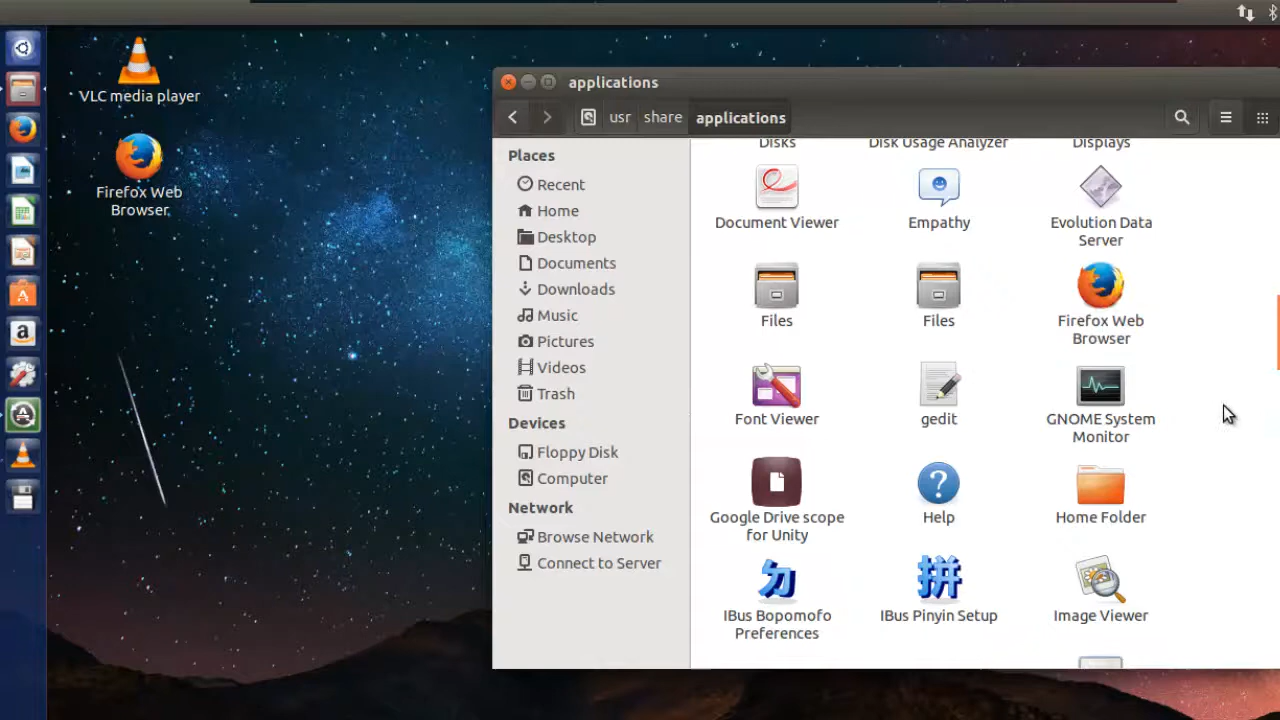 VLC media player
Firefox Web
Browser
applications
usr
share
applications
Places
Recent
Home
Desktop
Documents
Downloads
Music
Pictures
Videos
Trash
Devices
Floppy Disk
Computer
Network
Browse Network
Connect to Server
Disks
Disk Usage Analyzer
Displays
Document Viewer
Empathy
Evolution Data
Server
Files
Files
Firefox Web
Browser
Font Viewer
gedit
GNOME System
Monitor
Google Drive scope
for Unity
Help
Home Folder
勹
拼
IBus Bopomofo
Preferences
IBus Pinyin Setup
Image Viewer